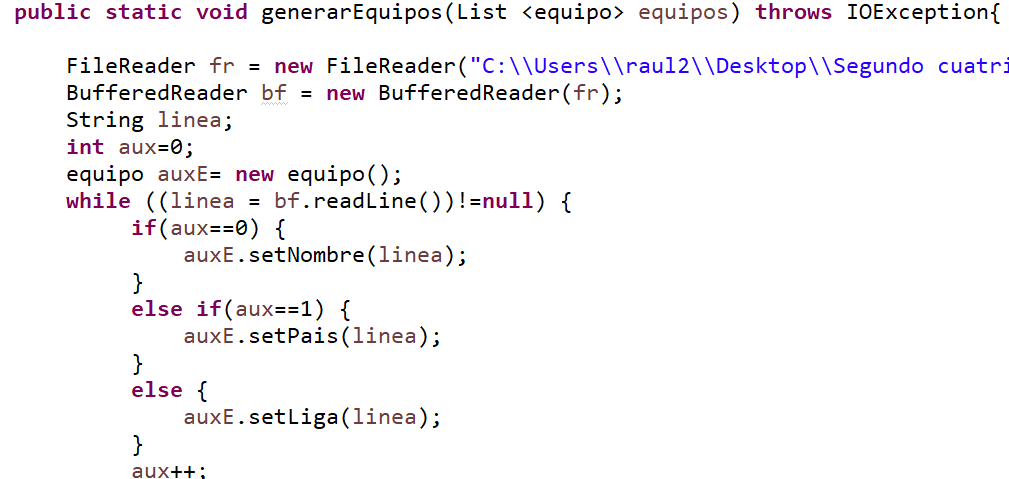 public static void generarEquipos(List <equipo> equipos) throws IOException{
FileReader fr = new FileReader("C:\\Users\\raul2\\Desktop\\Segundo cuatri
BufferedReader bf = new BufferedReader(fr);
String linea;
int aux=0;
equipo auxE= new equipo();
while ((linea = bf.readLine())!=null) {
if(aux==0) {
auxE.setNombre(linea);
}
else if(aux==1) {
auxE.setPais(linea);
}
else {
auxE.setLiga(linea);
}
aux++;